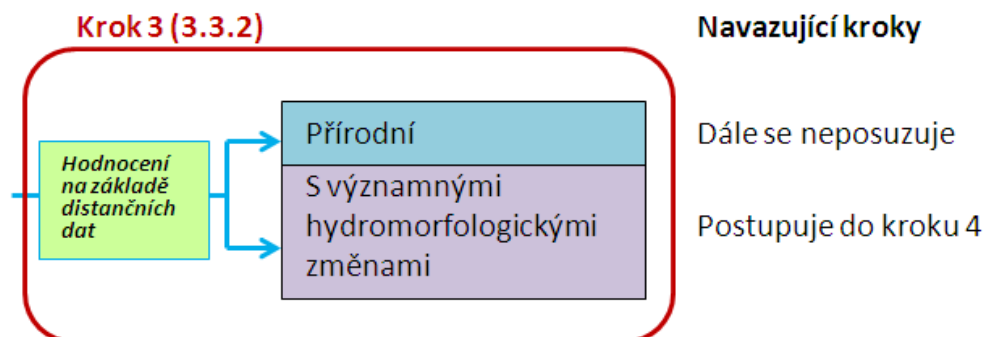 Krok 3 (3.3.2)
Navazující kroky
Hodnocení
na základě
distančních
dat
Přírodní
Dále se neposuzuje
S významnými
hydromorfologickými
změnami
Postupuje do kroku 4